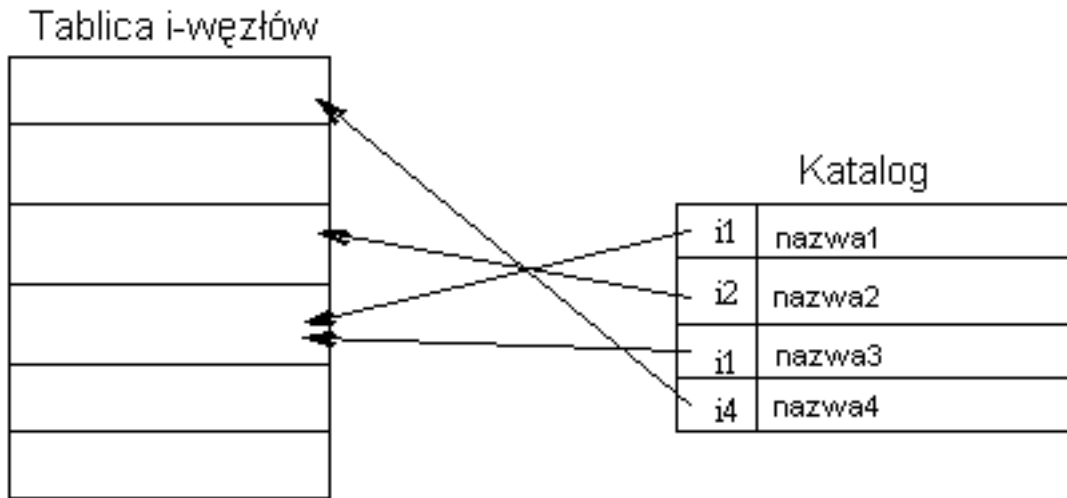 Tablica i-węzłów
Katalog
i1 nazwa1
i2 nazwa2
i1 nazwa3
i4 nazwa4